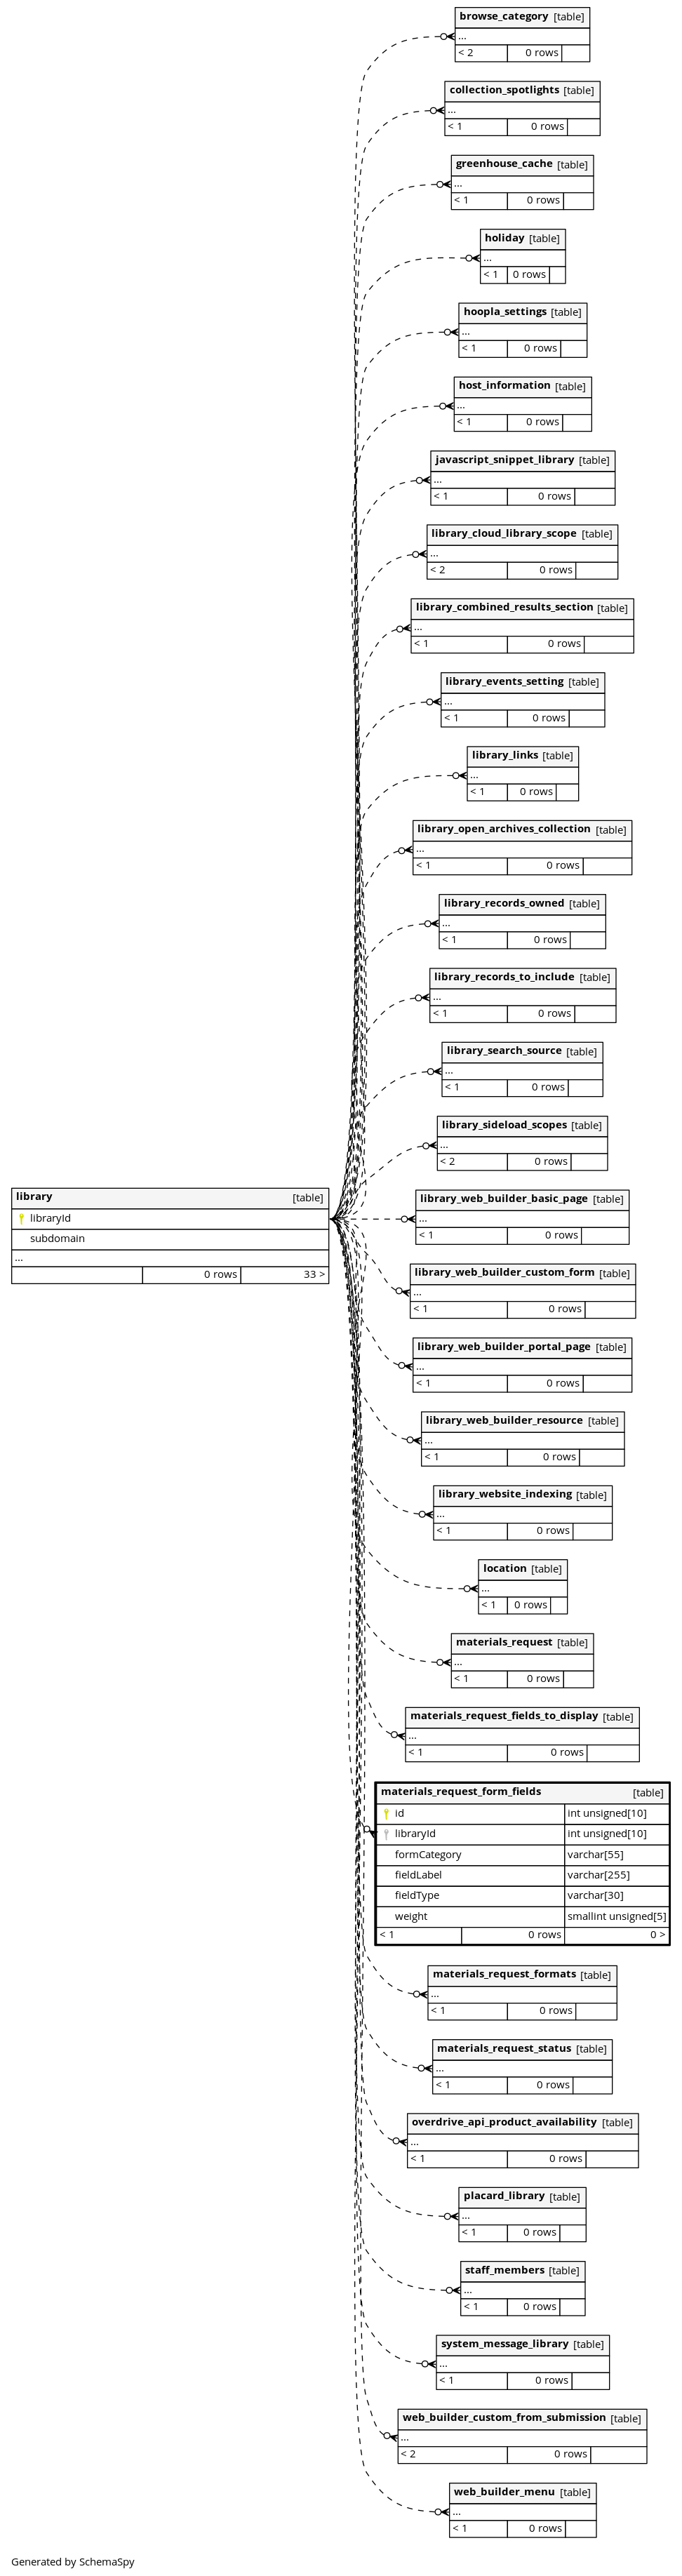 browse_category [table]
...
< 2 0 rows
collection_spotlights [table]
...
< 1 0 rows
greenhouse_cache [table]
...
< 1 0 rows
holiday [table]
...
< 1 0 rows
hoopla_settings [table]
...
< 1 0 rows
host_information [table]
...
< 1 0 rows
javascript_snippet_library [table]
...
< 1 0 rows
library_cloud_library_scope [table]
...
< 2 0 rows
library_combined_results_section [table]
...
< 1 0 rows
library_events_setting [table]
...
< 1 0 rows
library_links [table]
...
< 1 0 rows
library_open_archives_collection [table]
...
< 1 0 rows
library_records_owned [table]
...
< 1 0 rows
library_records_to_include [table]
...
< 1 0 rows
library_search_source [table]
...
< 1 0 rows
library_sideload_scopes [table]
...
< 2 0 rows
library [table]
libraryId
subdomain
...
0 rows 33 >
library_web_builder_basic_page [table]
...
< 1 0 rows
library_web_builder_custom_form [table]
...
< 1 0 rows
library_web_builder_portal_page [table]
...
< 1 0 rows
library_web_builder_resource [table]
...
< 1 0 rows
library_website_indexing [table]
...
< 1 0 rows
location [table]
...
< 1 0 rows
materials_request [table]
...
< 1 0 rows
materials_request_fields_to_display [table]
...
< 1 0 rows
materials_request_form_fields [table]
id int unsigned[10]
libraryId int unsigned[10]
formCategory varchar[55]
fieldLabel varchar[255]
fieldType varchar[30]
weight smallint unsigned[5]
< 1 0 rows 0 >
materials_request_formats [table]
...
< 1 0 rows
materials_request_status [table]
...
< 1 0 rows
overdrive_api_product_availability [table]
...
< 1 0 rows
placard_library [table]
...
< 1 0 rows
staff_members [table]
...
< 1 0 rows
system_message_library [table]
...
< 1 0 rows
web_builder_custom_from_submission [table]
...
< 2 0 rows
web_builder_menu [table]
...
< 1 0 rows
Generated by SchemaSpy